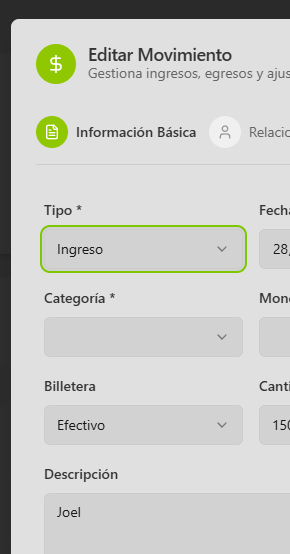 $
Editar Movimiento
Gestiona ingresos, egresos y ajus
Información Básica
Relacio
Tipo *
Fecha
Ingreso
28,
Categoría *
Mone
Billetera
Canti
Efectivo
150
Descripción
Joel